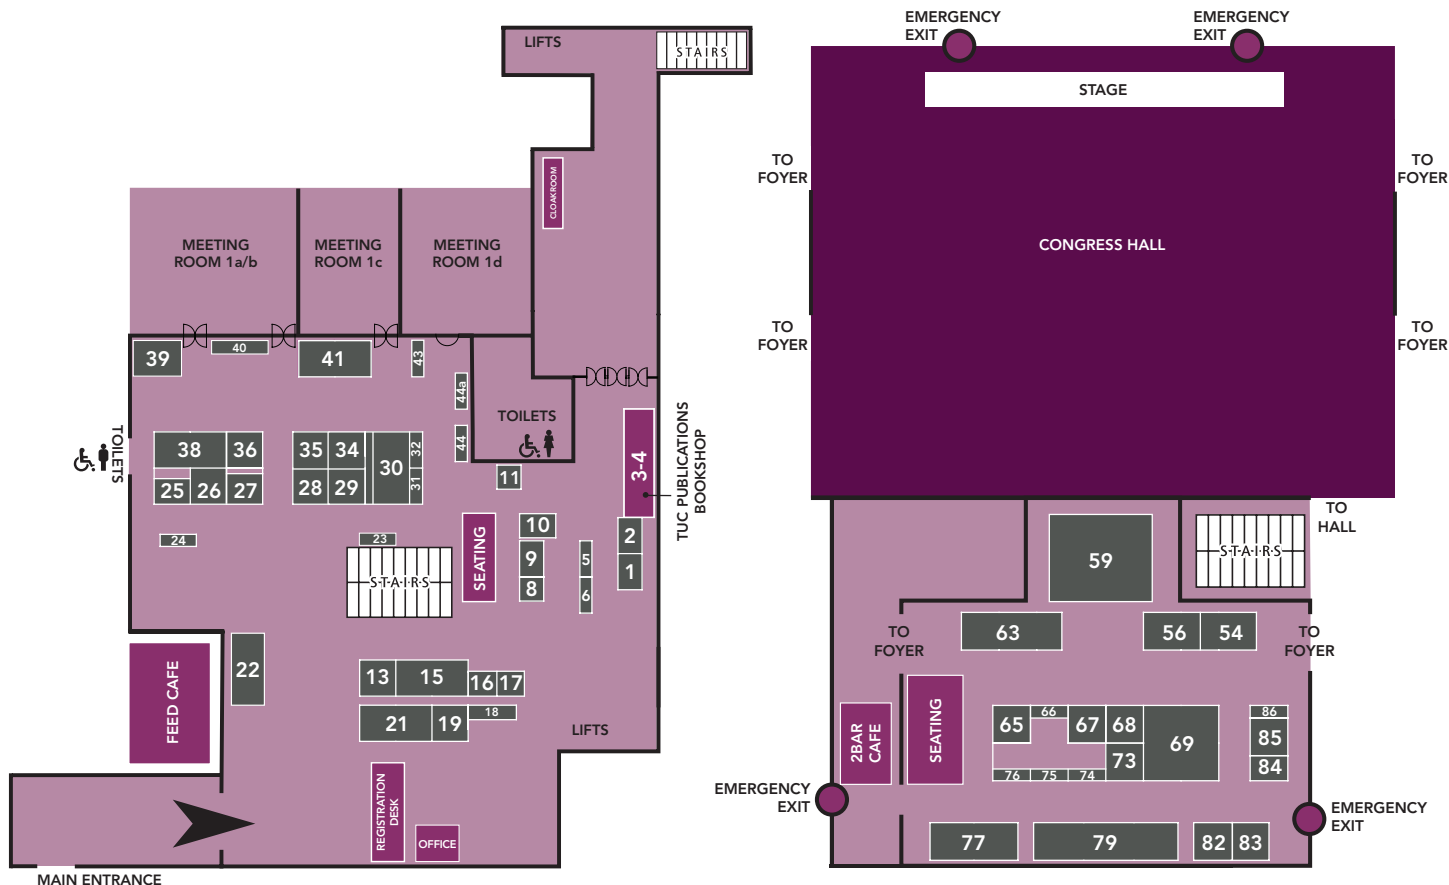 LIFTS
STAIRS
CLOAKROOM
MEETING
ROOM 1a/b
MEETING
ROOM 1c
MEETING
ROOM 1d
39
40
41
43
44a
44
TOILETS
TOILETS
38
36
25
26
27
35
34
28
29
30
32
31
24
23
STAIRS
SEATING
11
10
9
8
5
6
3-4
2
1
TUC PUBLICATIONS
BOOKSHOP
FEED CAFE
22
13
15
16
17
21
19
18
LIFTS
REGISTRATION
DESK
OFFICE
MAIN ENTRANCE
EMERGENCY
EXIT
EMERGENCY
EXIT
STAGE
TO
FOYER
TO
FOYER
CONGRESS HALL
TO
FOYER
TO
FOYER
TO
HALL
STAIRS
59
63
56
54
TO
FOYER
TO
FOYER
2BAR
CAFE
SEATING
65
66
67
68
69
73
76
75
74
86
85
84
EMERGENCY
EXIT
EMERGENCY
EXIT
77
79
82
83